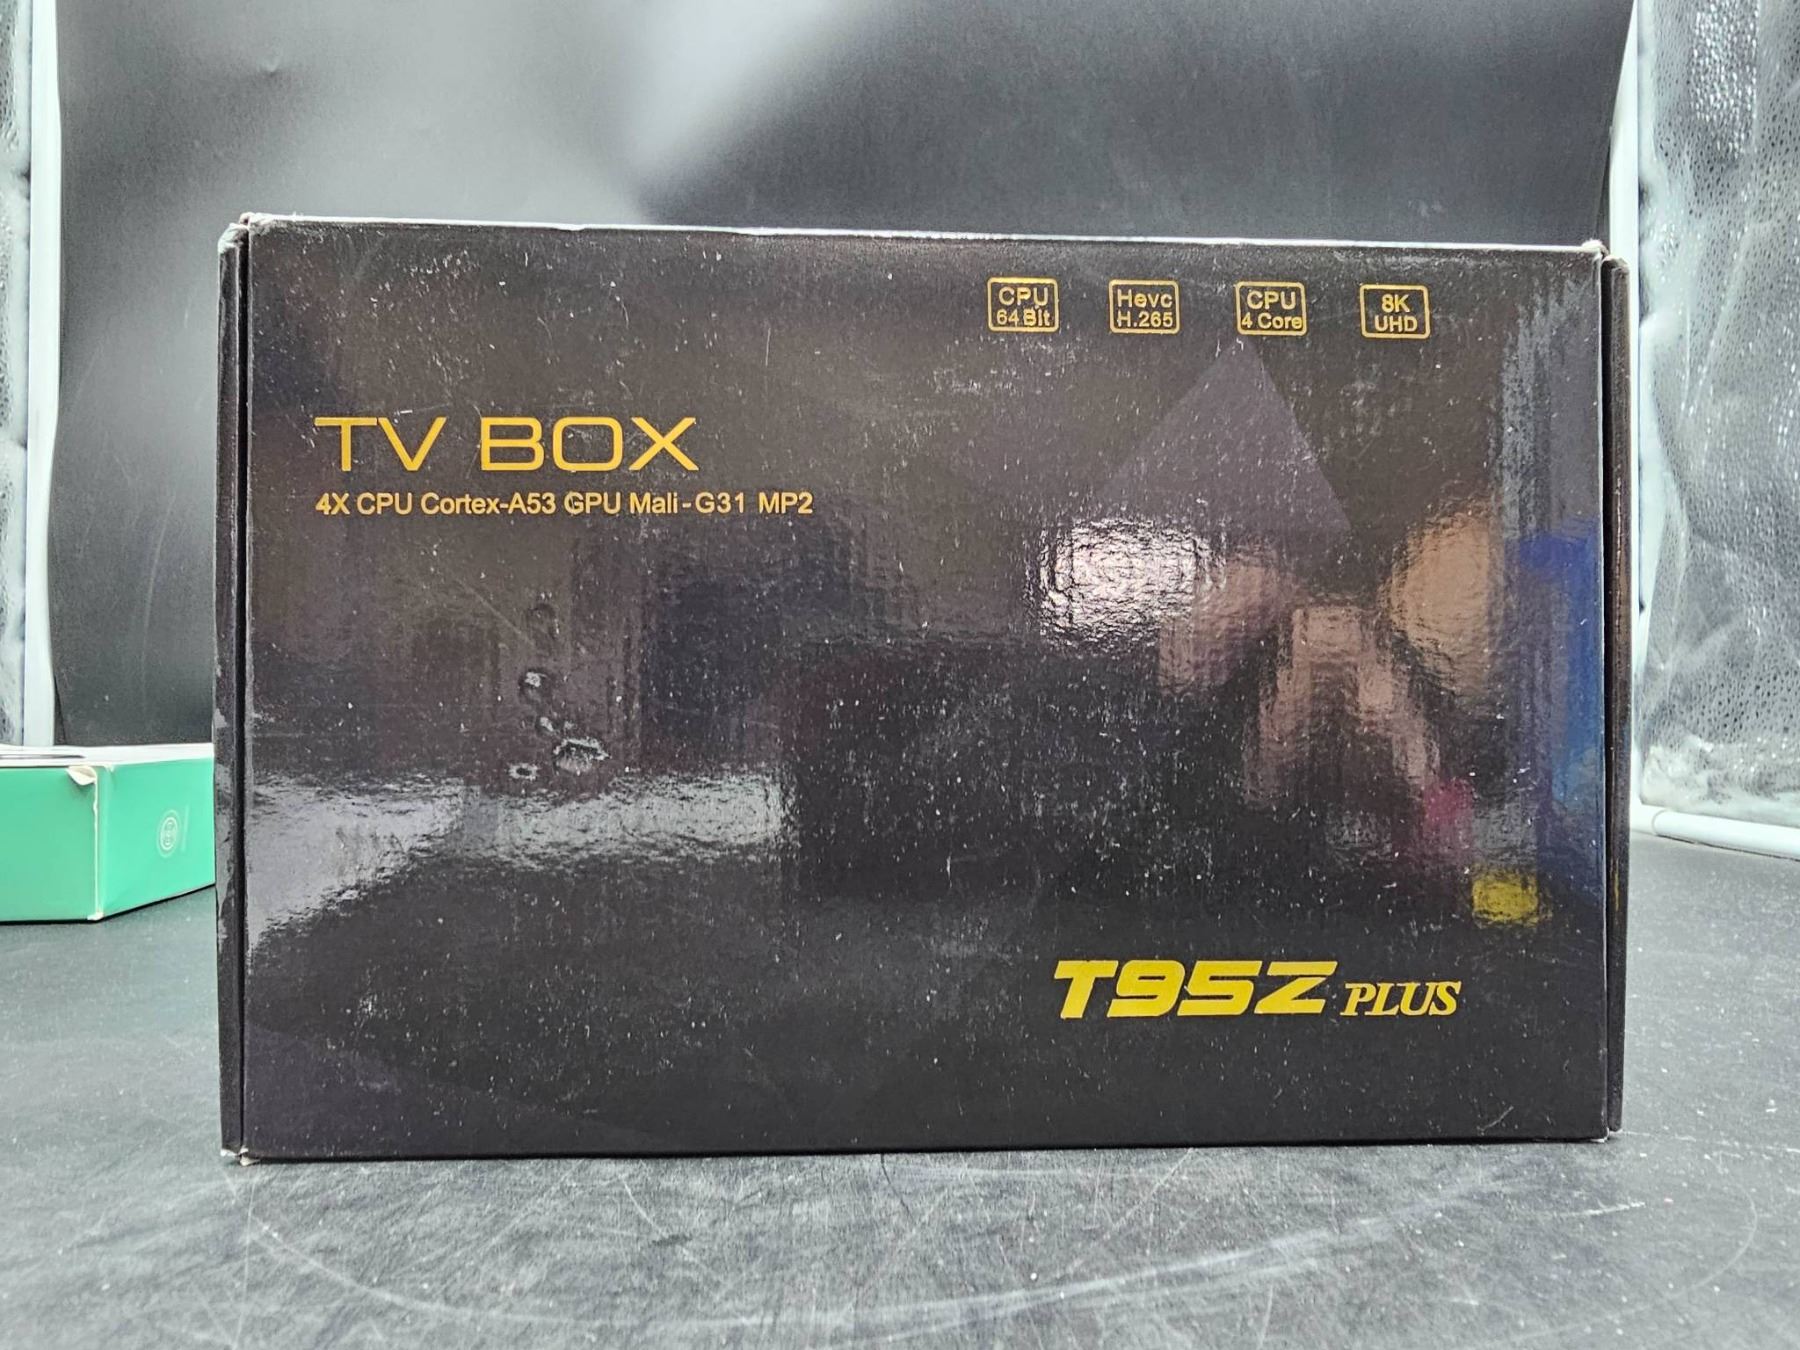 CPU
64 Bit
Hevc
H.265
CPU
4 Core
8K
UHD
TV BOX
4X CPU Cortex-A53 GPU Mali-G31 MP2
T95Z PLUS